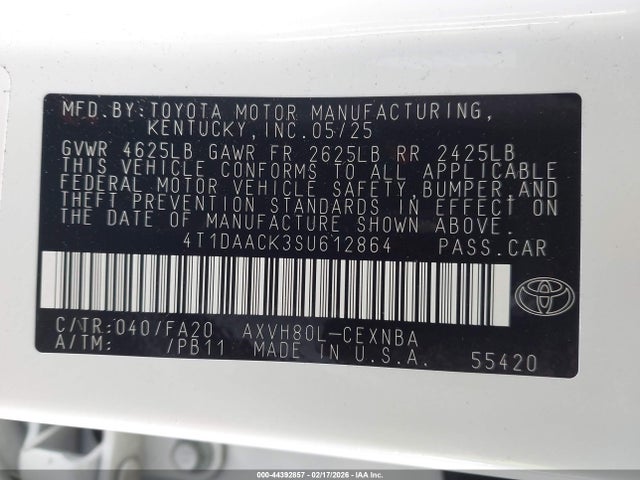 MFD. BY: TOYOTA MOTOR MANUFACTURING,
KENTUCKY, INC. 05/25
GVWR 4625LB GAWR FR 2625LB RR 2425LB
THIS VEHICLE CONFORMS TO ALL APPLICABLE
FEDERAL MOTOR VEHICLE SAFETY, BUMPER, AND
THEFT PREVENTION STANDARDS IN EFFECT ON
THE DATE OF MANUFACTURE SHOWN ABOVE.
4T1DAACK3SU612864 PASS. CAR
C/TR: 040/FA20 AXVH80L-CEXNBA
A/TM: /PB11 MADE IN U.S.A. 55420
000-44392857 - 02/17/2026 - IAAI.COM